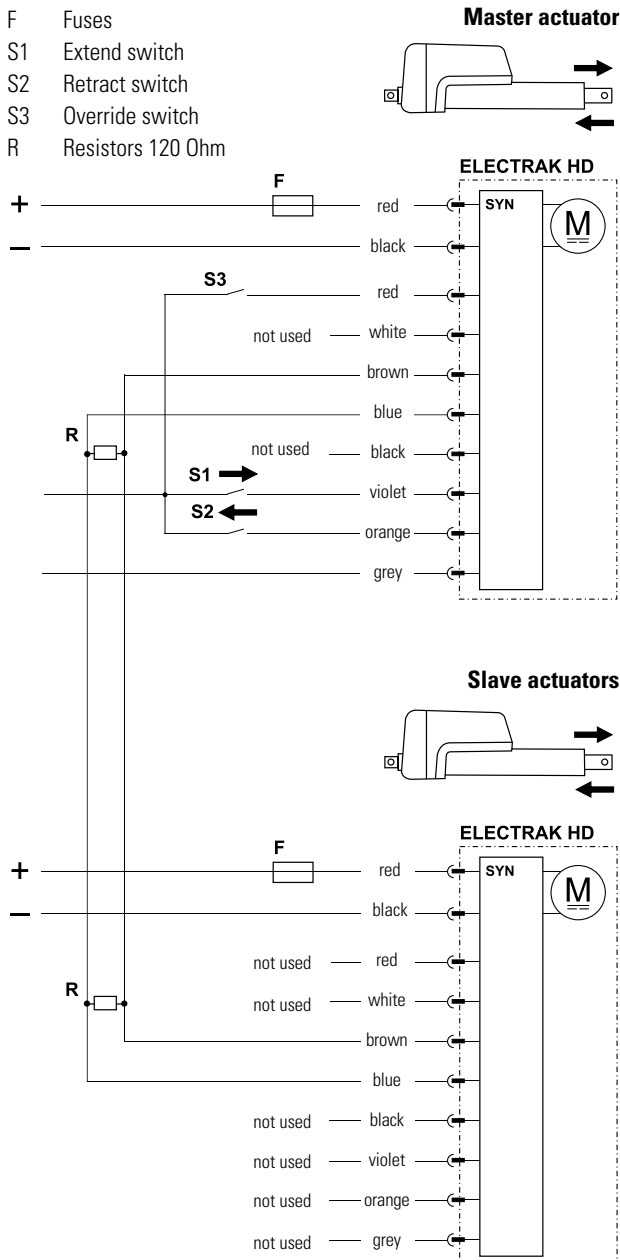 F Fuses
S1 Extend switch
S2 Retract switch
S3 Override switch
R Resistors 120 Ohm
Master actuator
ELECTRAK HD
F
+ red SYN M
– black
S3
red
not used white
brown
blue
R
not used black
S1 violet
S2
orange
grey
Slave actuators
ELECTRAK HD
F
+ red SYN M
– black
not used red
R
not used white
brown
blue
not used black
not used violet
not used orange
not used grey